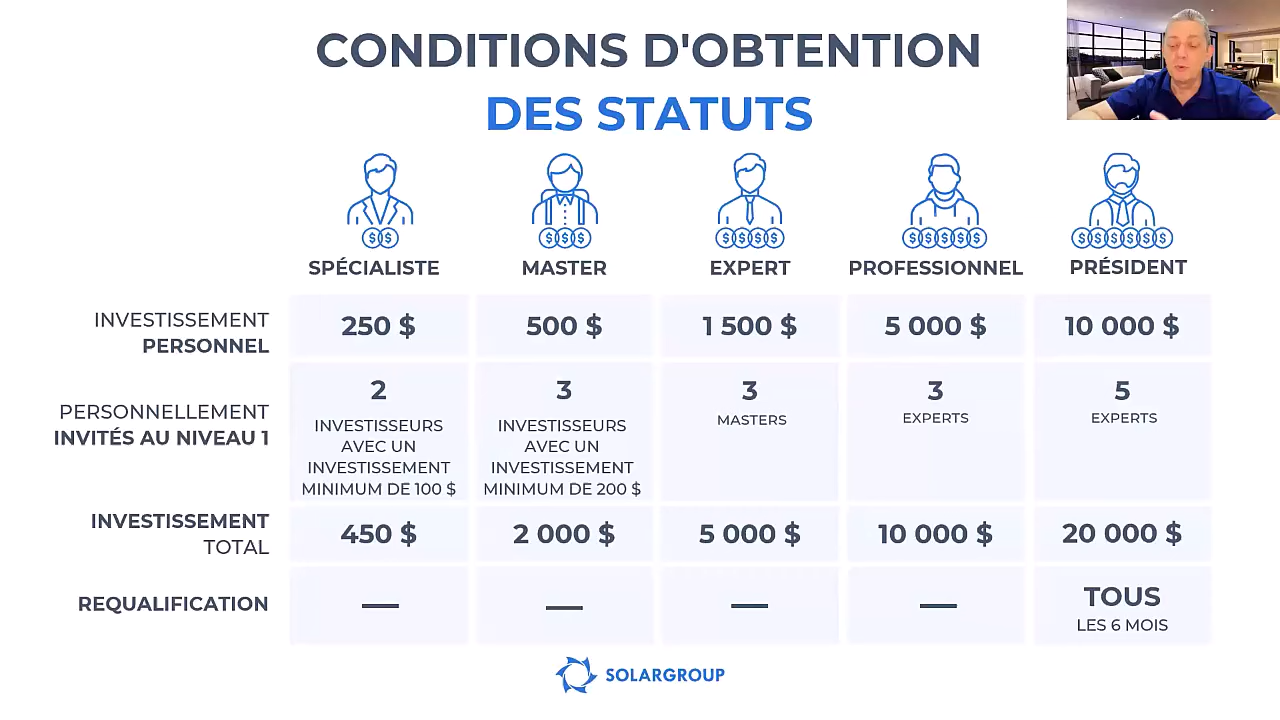 CONDITIONS D'OBTENTION
DES STATUTS
SPÉCIALISTE
MASTER
EXPERT
PROFESSIONNEL
PRÉSIDENT
INVESTISSEMENT
PERSONNEL
250 $
500 $
1 500 $
5 000 $
10 000 $
PERSONNELLEMENT
INVITÉS AU NIVEAU 1
2
INVESTISSEURS
AVEC UN
INVESTISSEMENT
MINIMUM DE 100 $
3
INVESTISSEURS
AVEC UN
INVESTISSEMENT
MINIMUM DE 200 $
3
MASTERS
3
EXPERTS
5
EXPERTS
INVESTISSEMENT
TOTAL
450 $
2 000 $
5 000 $
10 000 $
20 000 $
REQUALIFICATION
—
—
—
—
TOUS
LES 6 MOIS
SOLARGROUP